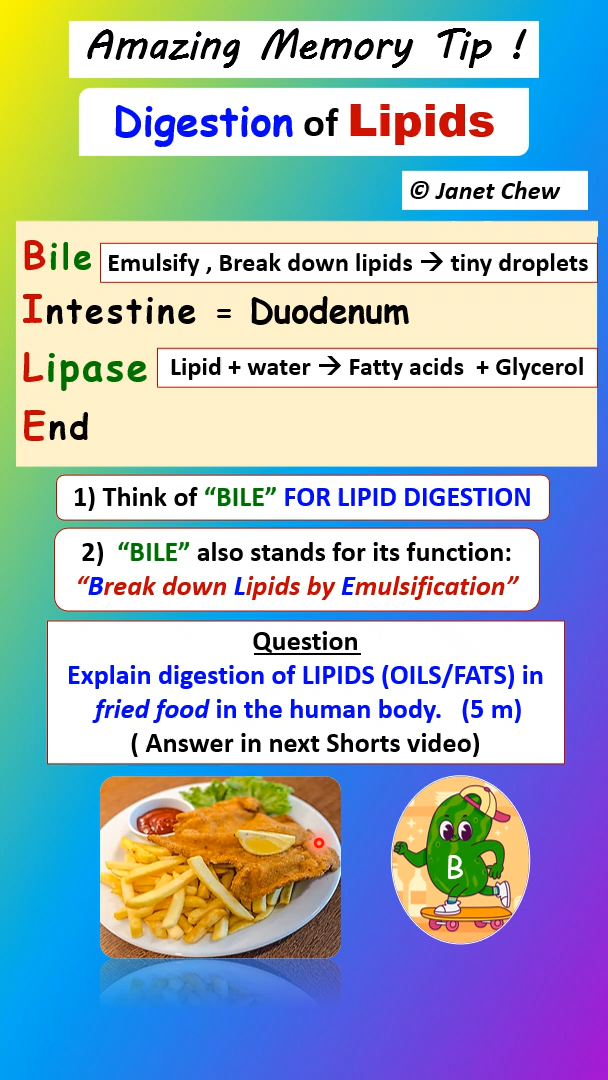 Amazing Memory Tip !
Digestion of Lipids
© Janet Chew
Bile Emulsify , Break down lipids → tiny droplets
Intestine = Duodenum
Lipase Lipid + water → Fatty acids + Glycerol
End
1) Think of “BILE” FOR LIPID DIGESTION
2) “BILE” also stands for its function:
“Break down Lipids by Emulsification”
Question
Explain digestion of LIPIDS (OILS/FATS) in
fried food in the human body. (5 m)
( Answer in next Shorts video)
B